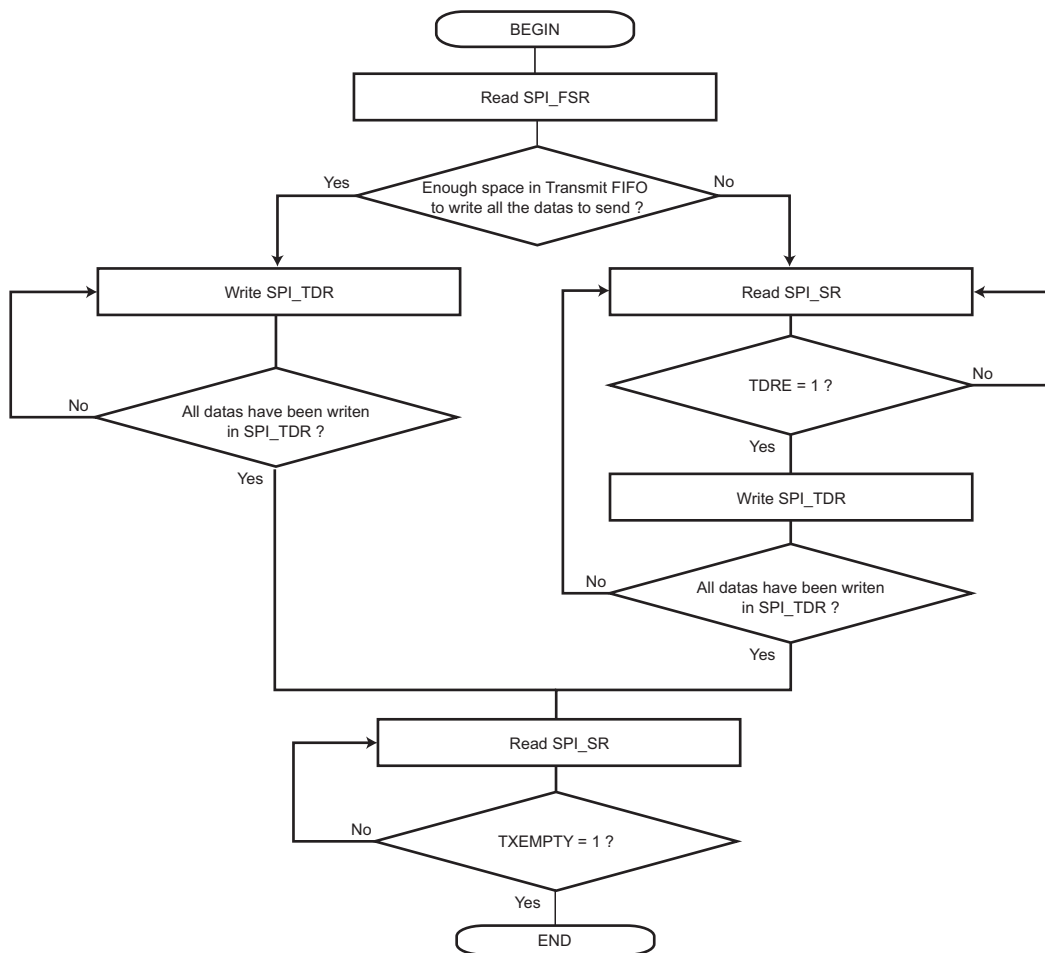 BEGIN
Read SPI_FSR
Yes
Enough space in Transmit FIFO
to write all the datas to send ?
No
Write SPI_TDR
Read SPI_SR
TDRE = 1 ?
No
No
All datas have been writen
in SPI_TDR ?
Yes
Yes
Write SPI_TDR
No
All datas have been writen
in SPI_TDR ?
Yes
Read SPI_SR
No
TXEMPTY = 1 ?
Yes
END